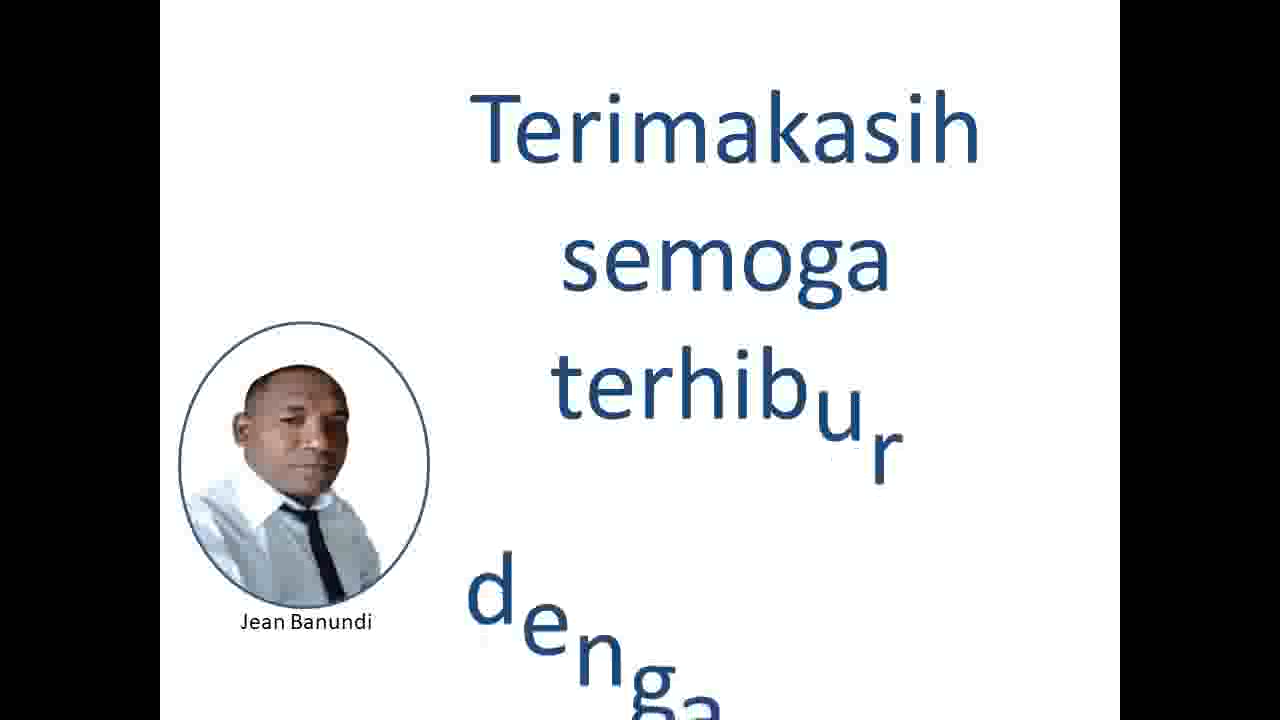 Terimakasih
semoga
terhibur
denga
Jean Banundi